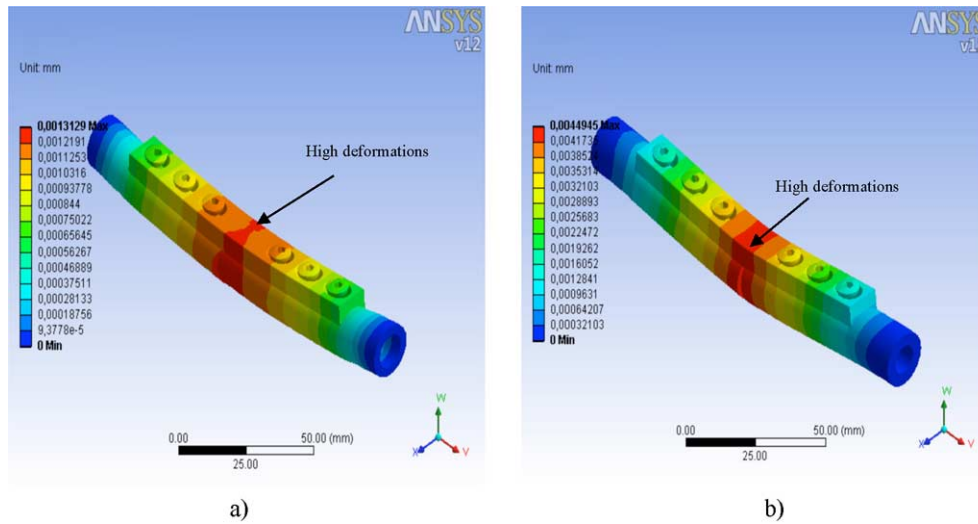 ANSYS
v12
Unit: mm
0,0013129 Max
0,0012191
0,0011253
0,0010316
0,00093778
0,000844
0,00075022
0,00065645
0,00056267
0,00046889
0,00037511
0,00028133
0,00018756
9,3778e-5
0 Min
High deformations
W
X
V
0.00
50.00 (mm)
25.00
a)
ANSYS
Unit: mm
0,0044945 Max
0,0041735
0,0038524
0,0035314
0,0032103
0,0028893
0,0025683
0,0022472
0,0019262
0,0016052
0,0012841
0,0009631
0,00064207
0,00032103
0 Min
High deformations
W
X
V
0.00
50.00 (mm)
25.00
b)